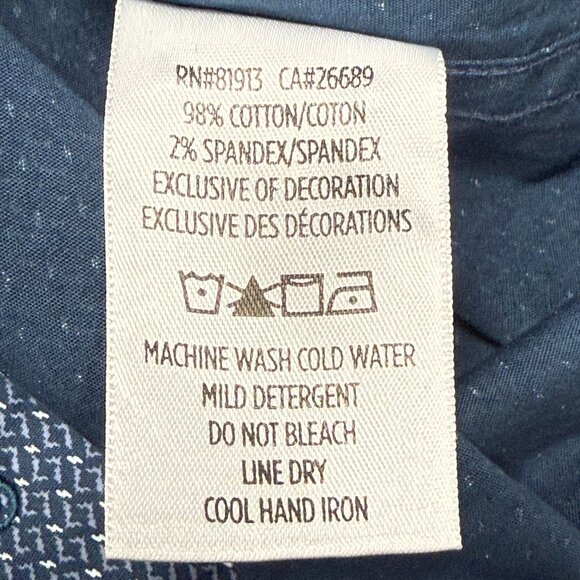 RN#81913 CA#26689
98% COTTON/COTON
2% SPANDEX/SPANDEX
EXCLUSIVE OF DECORATION
EXCLUSIVE DES DÉCORATIONS
MACHINE WASH COLD WATER
MILD DETERGENT
DO NOT BLEACH
LINE DRY
COOL HAND IRON